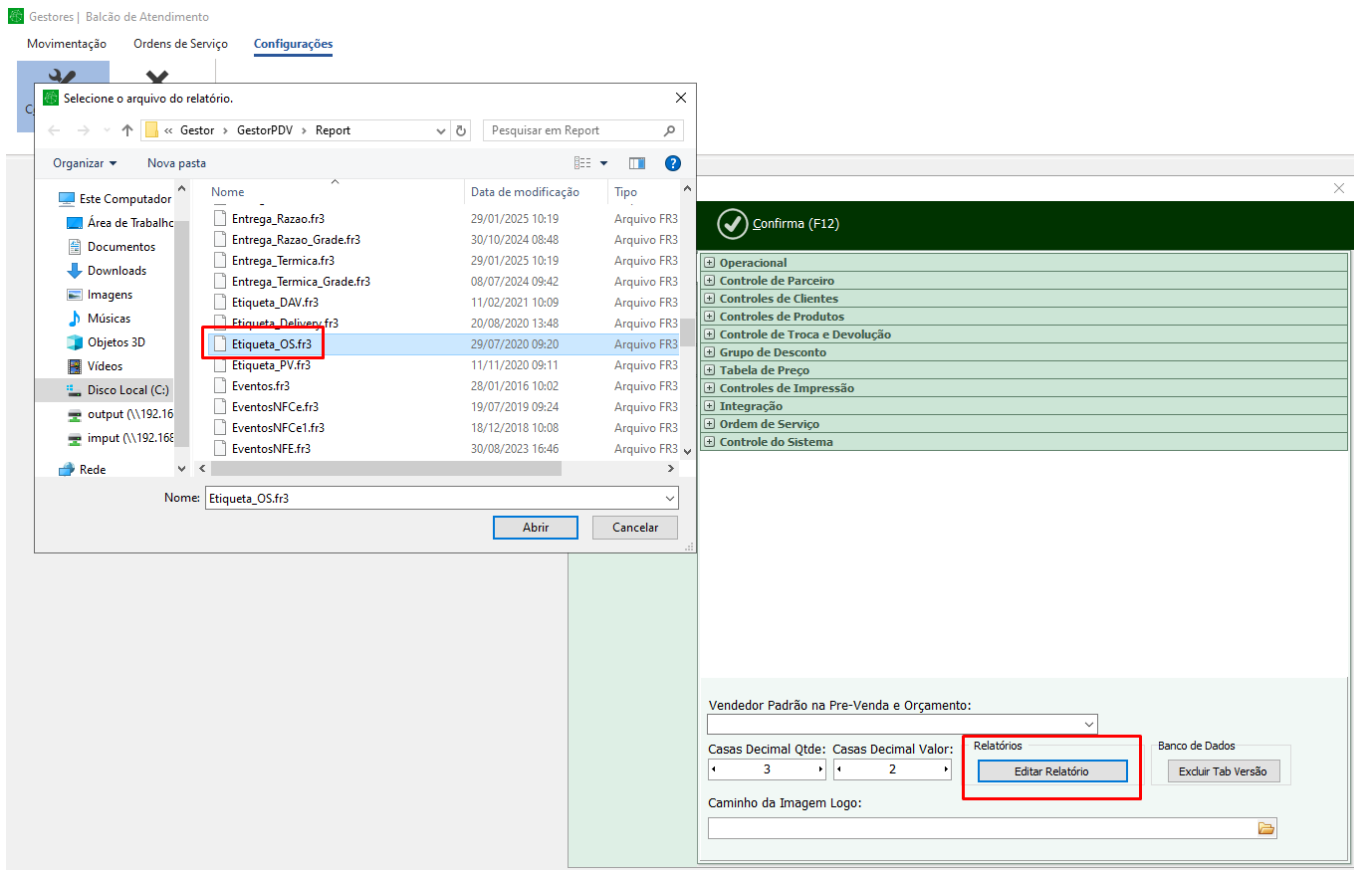 Gestores | Balcão de Atendimento
Movimentação Ordens de Serviço Configurações
Selecione o arquivo do relatório.
« Gestor › GestorPDV › Report
Pesquisar em Report
Organizar Nova pasta
Este Computador
Área de Trabalho
Documentos
Downloads
Imagens
Músicas
Objetos 3D
Vídeos
Disco Local (C:)
output (\\192.16
imput (\\192.168
Rede
Nome Data de modificação Tipo
Entrega_Razao.fr3 29/01/2025 10:19 Arquivo FR3
Entrega_Razao_Grade.fr3 30/10/2024 08:48 Arquivo FR3
Entrega_Termica.fr3 29/01/2025 10:19 Arquivo FR3
Entrega_Termica_Grade.fr3 08/07/2024 09:42 Arquivo FR3
Etiqueta_DAV.fr3 11/02/2021 10:09 Arquivo FR3
Etiqueta_Delivery.fr3 20/08/2020 13:48 Arquivo FR3
Etiqueta_OS.fr3 29/07/2020 09:20 Arquivo FR3
Etiqueta_PV.fr3 11/11/2020 09:11 Arquivo FR3
Eventos.fr3 28/01/2016 10:02 Arquivo FR3
EventosNFCe.fr3 19/07/2019 09:24 Arquivo FR3
EventosNFCe1.fr3 18/12/2018 10:08 Arquivo FR3
EventosNFE.fr3 30/08/2023 16:46 Arquivo FR3
Nome: Etiqueta_OS.fr3
Abrir Cancelar
Confirma (F12)
Operacional
Controle de Parceiro
Controles de Clientes
Controles de Produtos
Controle de Troca e Devolução
Grupo de Desconto
Tabela de Preço
Controles de Impressão
Integração
Ordem de Serviço
Controle do Sistema
Vendedor Padrão na Pre-Venda e Orçamento:
Casas Decimal Qtde: Casas Decimal Valor: Relatórios Banco de Dados
3 2 Editar Relatório Excluir Tab Versão
Caminho da Imagem Logo: